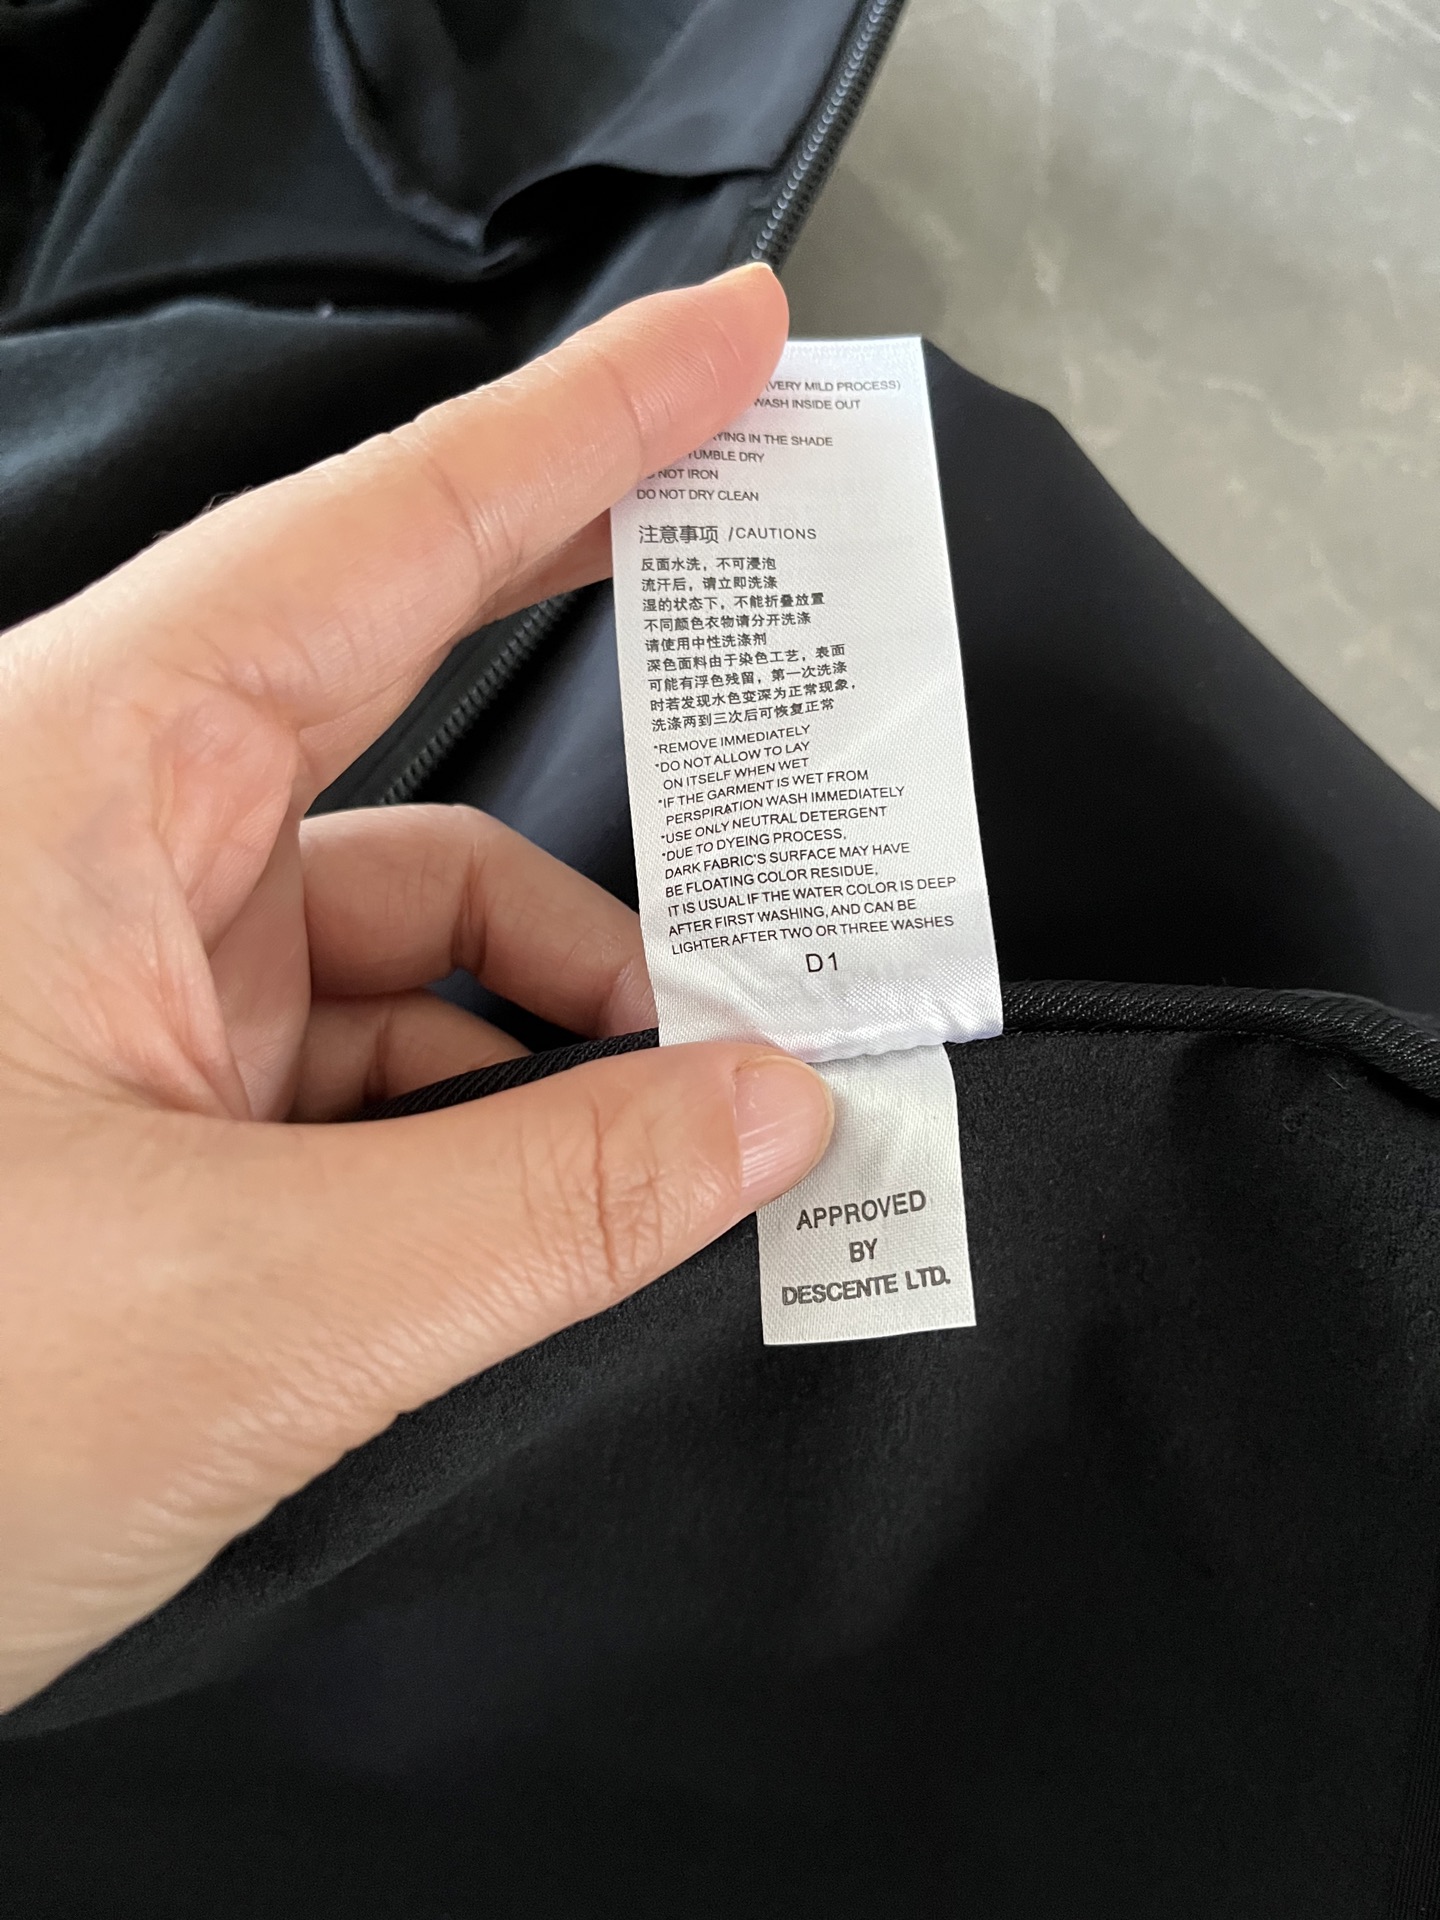 (VERY MILD PROCESS)
WASH INSIDE OUT
IN THE SHADE
TUMBLE DRY
NOT IRON
DO NOT DRY CLEAN
注意事项 /CAUTIONS
反面水洗，不可浸泡
流汗后，请立即洗涤
湿的状态下，不能折叠放置
不同颜色衣物请分开洗涤
请使用中性洗涤剂
深色面料由于染色工艺，表面
可能有浮色残留，第一次洗涤
时若发现水色变深为正常现象，
洗涤两到三次后可恢复正常
*REMOVE IMMEDIATELY
*DO NOT ALLOW TO LAY
ON ITSELF WHEN WET
*IF THE GARMENT IS WET FROM
PERSPIRATION WASH IMMEDIATELY
*USE ONLY NEUTRAL DETERGENT
*DUE TO DYEING PROCESS,
DARK FABRIC'S SURFACE MAY HAVE
BE FLOATING COLOR RESIDUE,
IT IS USUAL IF THE WATER COLOR IS DEEP
AFTER FIRST WASHING, AND CAN BE
LIGHTER AFTER TWO OR THREE WASHES
D1
APPROVED
BY
DESCENTE LTD.